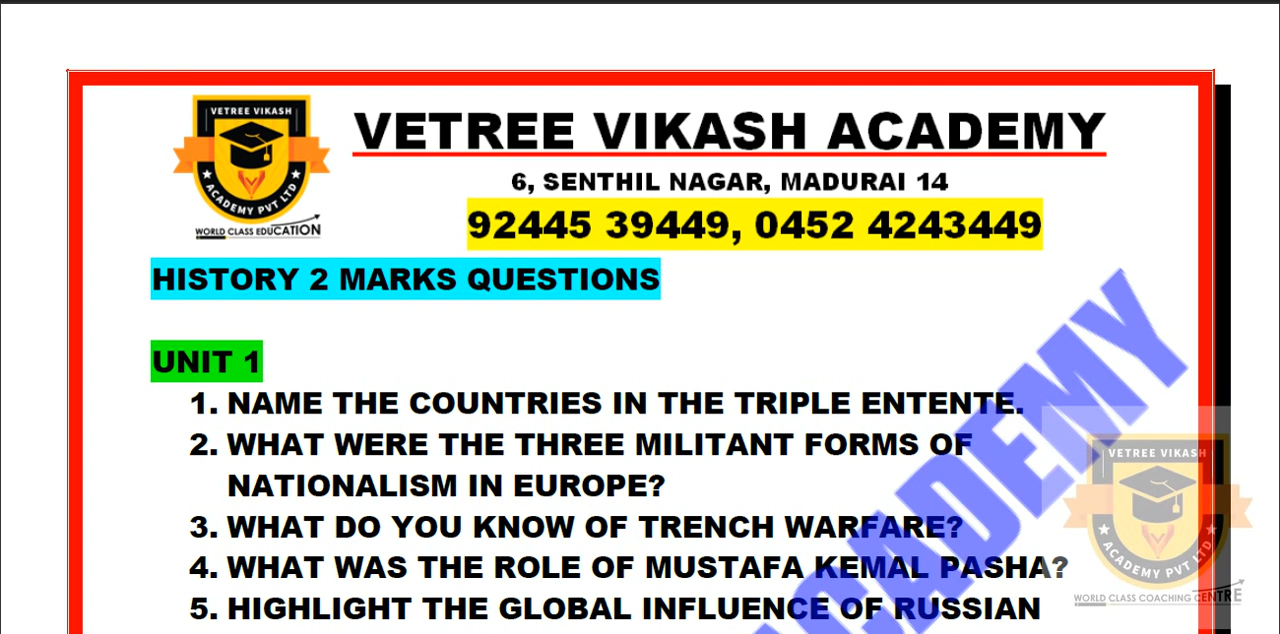 VETREE VIKASH
ACADEMY PVT LTD
WORLD CLASS EDUCATION
VETREE VIKASH ACADEMY
6, SENTHIL NAGAR, MADURAI 14
92445 39449, 0452 4243449
HISTORY 2 MARKS QUESTIONS
UNIT 1
1. NAME THE COUNTRIES IN THE TRIPLE ENTENTE.
2. WHAT WERE THE THREE MILITANT FORMS OF
NATIONALISM IN EUROPE?
3. WHAT DO YOU KNOW OF TRENCH WARFARE?
4. WHAT WAS THE ROLE OF MUSTAFA KEMAL PASHA?
5. HIGHLIGHT THE GLOBAL INFLUENCE OF RUSSIAN
ACADEMY
VETREE VIKASH
ACADEMY PVT LTD
WORLD CLASS COACHING CENTRE